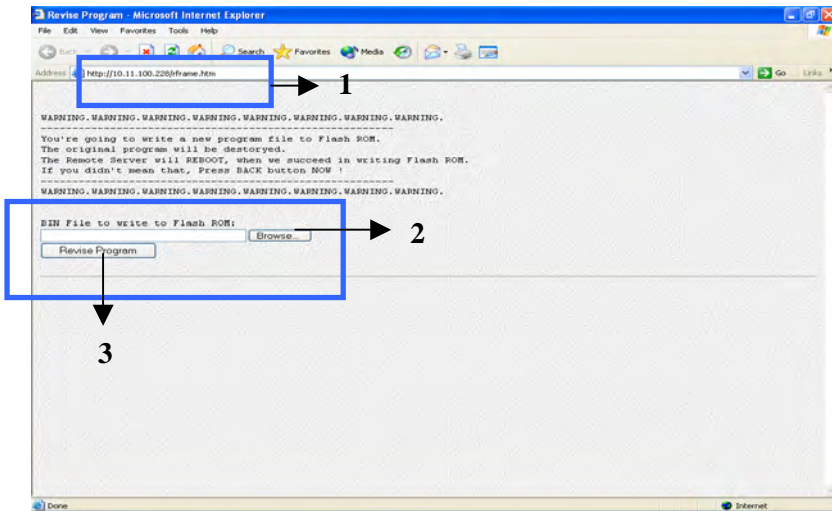 Revise Program - Microsoft Internet Explorer
File Edit View Favorites Tools Help
Back Search Favorites Media
Address http://10.11.100.228/rframe.htm Go Links
1
WARNING.WARNING.WARNING.WARNING.WARNING.WARNING.WARNING.WARNING.
You're going to write a new program file to Flash ROM.
The original program will be destoryed.
The Remote Server will REBOOT, when we succeed in writing Flash ROM.
If you didn't mean that, Press BACK button NOW !
WARNING.WARNING.WARNING.WARNING.WARNING.WARNING.WARNING.WARNING.
BIN File to write to Flash ROM:
Browse... 2
Revise Program
3
Done Internet